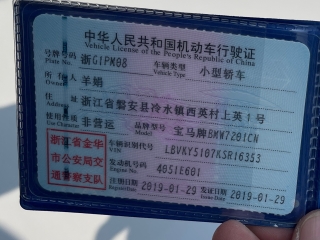 中华人民共和国机动车行驶证
Vehicle License of the People's Republic of China
号牌号码 浙G1PM08 车辆类型 小型轿车
Plate No. Vehicle Type
所有人 羊娟
Owner
住址 浙江省磐安县冷水镇西英村上英1号
Address
使用性质 非营运 品牌型号 宝马牌BMW7201CN
Use Character Model
浙江省金华
市公安局交
通警察支队
车辆识别代号 LBVKY5107KSR16353
VIN
发动机号码 4051E601
Engine No.
注册日期 2019-01-29 发证日期 2019-01-29
Register Date Issue Date